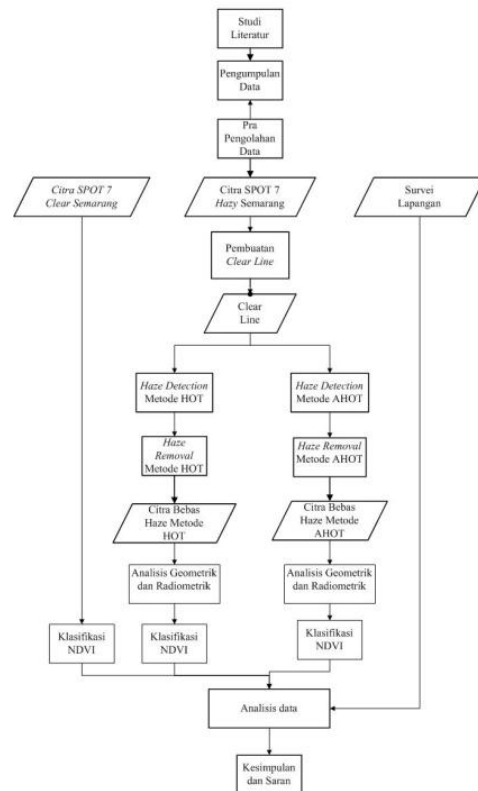 Studi
Literatur
Pengumpulan
Data
Pra
Pengolahan
Data
Citra SPOT 7
Clear Semarang
Citra SPOT 7
Hazy Semarang
Survei
Lapangan
Pembuatan
Clear Line
Clear
Line
Haze Detection
Metode HOT
Haze Detection
Metode AHOT
Haze
Removal
Metode HOT
Haze Removal
Metode AHOT
Citra Bebas
Haze Metode
HOT
Citra Bebas
Haze Metode
AHOT
Analisis Geometrik
dan Radiometrik
Analisis Geometrik
dan Radiometrik
Klasifikasi
NDVI
Klasifikasi
NDVI
Klasifikasi
NDVI
Analisis data
Kesimpulan
dan Saran